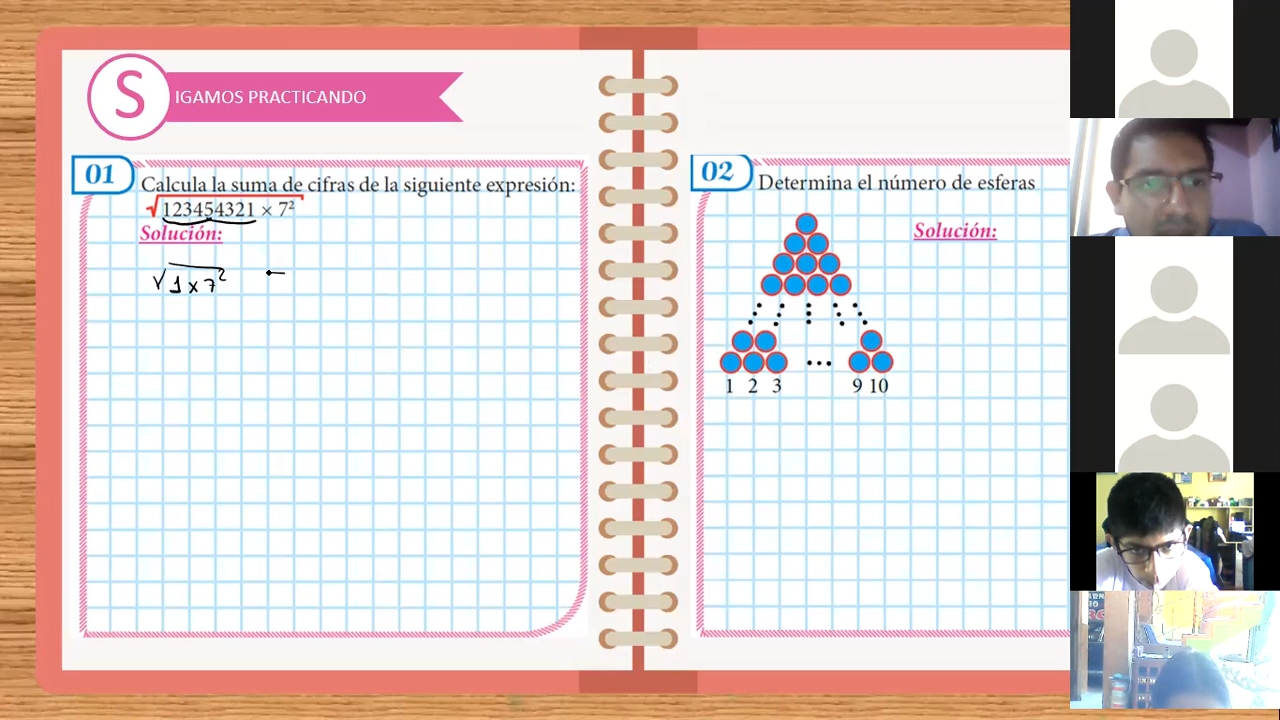 S
IGAMOS PRACTICANDO
01
Calcula la suma de cifras de la siguiente expresión:
√123454321 × 7²
Solución:
√1 × 7²
02
Determina el número de esferas
Solución:
1 2 3 ... 9 10